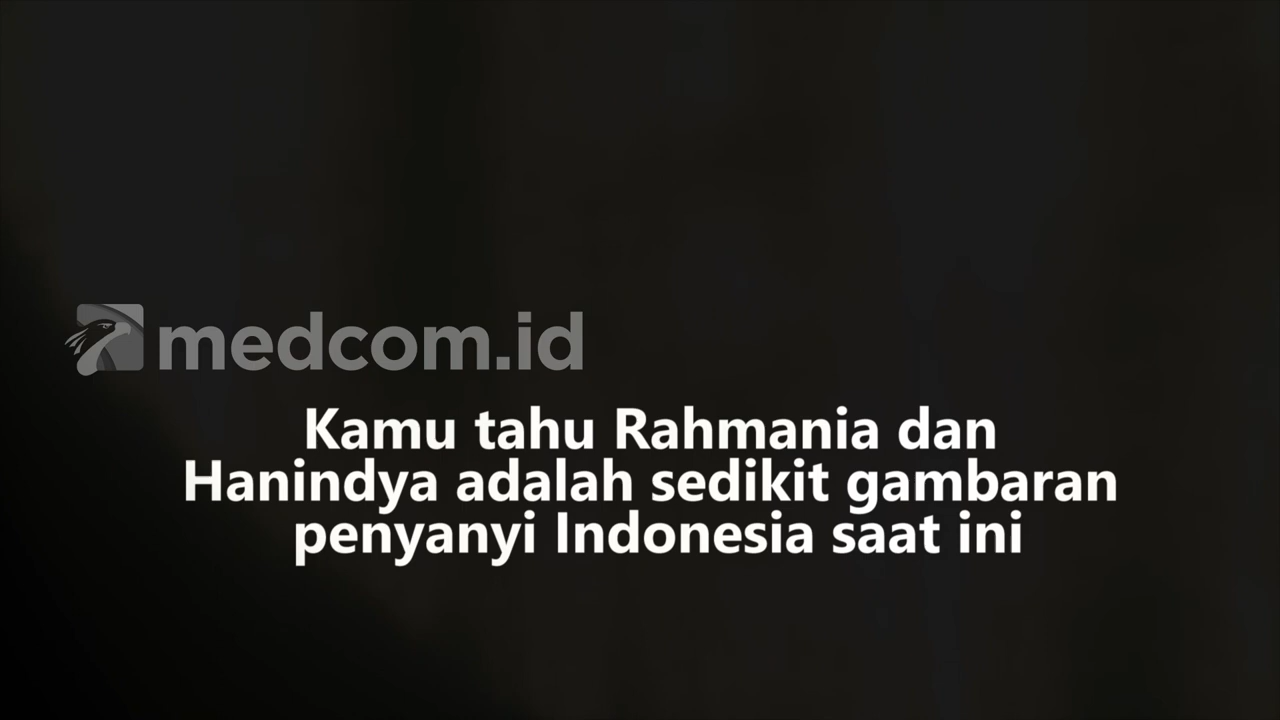 medcom.id
Kamu tahu Rahmania dan
Hanindya adalah sedikit gambaran
penyanyi Indonesia saat ini